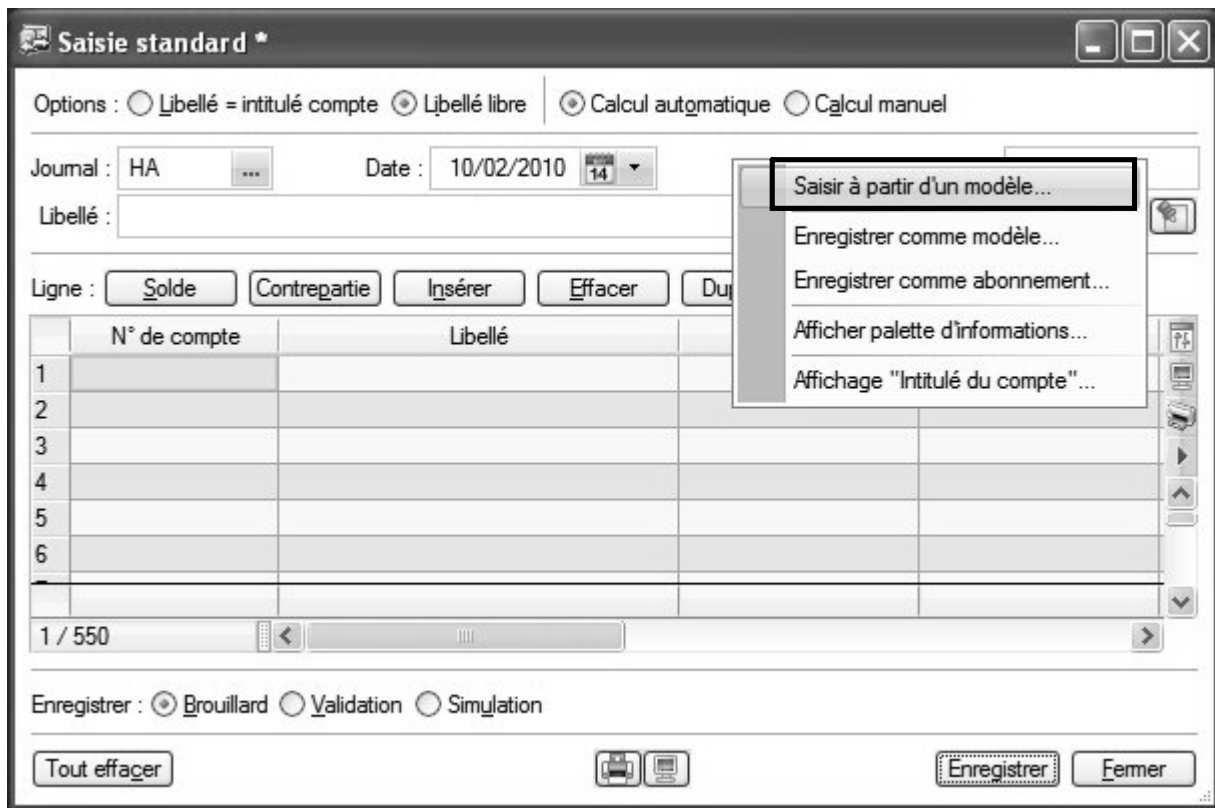 Saisie standard *
Options : Libellé = intitulé compte Libellé libre Calcul automatique Calcul manuel
Journal : HA ... Date : 10/02/2010 14
Libellé :
Saisir à partir d'un modèle...
Enregistrer comme modèle...
Enregistrer comme abonnement...
Afficher palette d'informations...
Affichage "Intitulé du compte"...
Ligne : Solde Contrepartie Insérer Effacer Du
N° de compte Libellé
1
2
3
4
5
6
1 / 550
Enregistrer : Brouillard Validation Simulation
Tout effacer Enregistrer Fermer